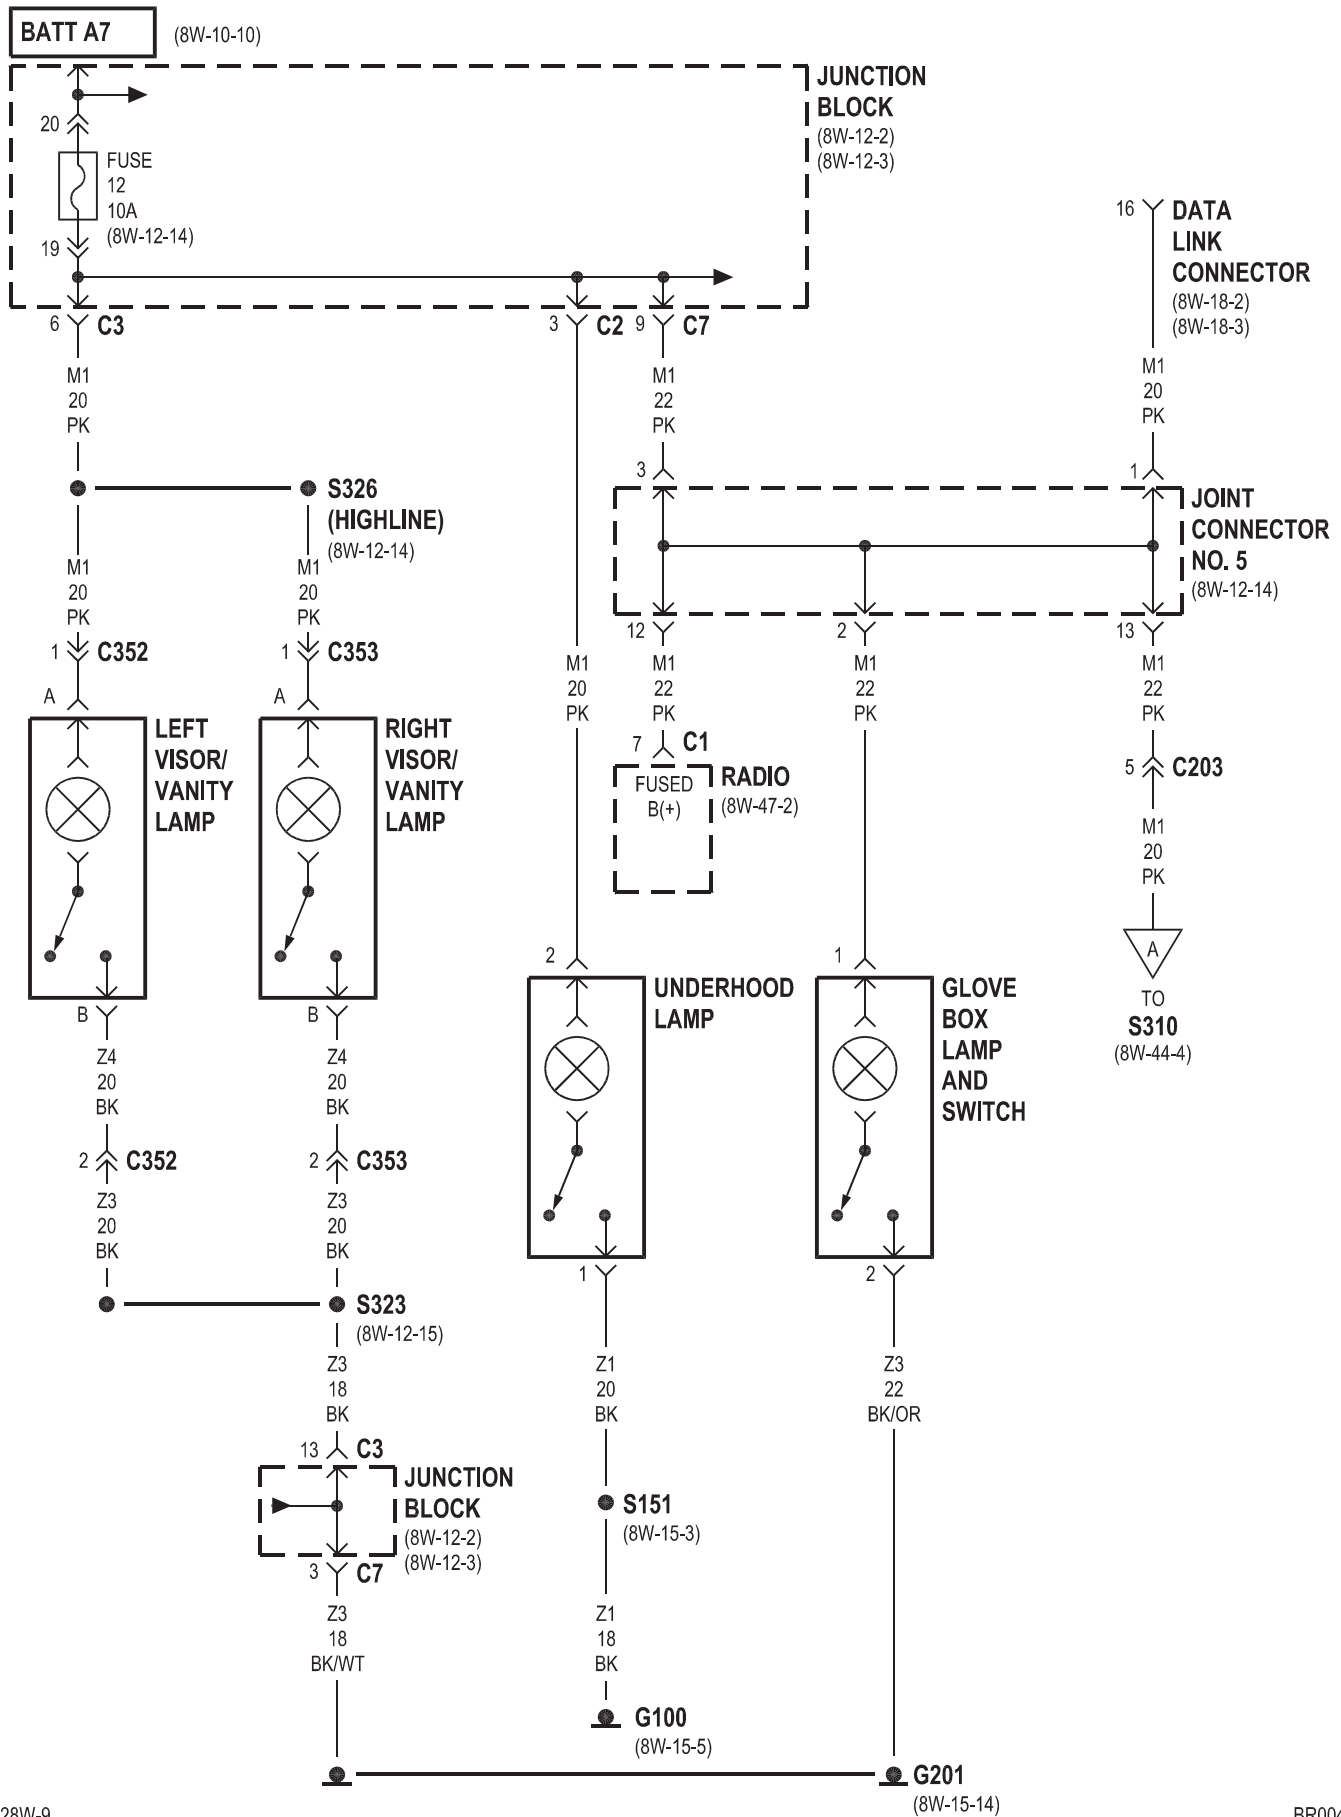 BATT A7
(8W-10-10)
JUNCTION
BLOCK
(8W-12-2)
(8W-12-3)
20
FUSE
12
10A
(8W-12-14)
19
16
DATA
LINK
CONNECTOR
(8W-18-2)
(8W-18-3)
6
C3
3
C2
9
C7
M1
20
PK
M1
22
PK
M1
20
PK
S326
(HIGHLINE)
(8W-12-14)
3
1
JOINT
CONNECTOR
NO. 5
(8W-12-14)
M1
20
PK
M1
20
PK
1
C352
1
C353
12
2
13
M1
20
PK
M1
22
PK
M1
22
PK
M1
22
PK
A
LEFT
VISOR/
VANITY
LAMP
A
RIGHT
VISOR/
VANITY
LAMP
7
C1
FUSED
B(+)
RADIO
(8W-47-2)
5
C203
M1
20
PK
A
TO
S310
(8W-44-4)
2
UNDERHOOD
LAMP
1
GLOVE
BOX
LAMP
AND
SWITCH
B
B
Z4
20
BK
Z4
20
BK
2
C352
2
C353
Z3
20
BK
Z3
20
BK
1
2
S323
(8W-12-15)
Z3
18
BK
Z1
20
BK
Z3
22
BK/OR
13
C3
JUNCTION
BLOCK
(8W-12-2)
(8W-12-3)
3
C7
S151
(8W-15-3)
Z3
18
BK/WT
Z1
18
BK
G100
(8W-15-5)
G201
(8W-15-14)
28W-9
BR004